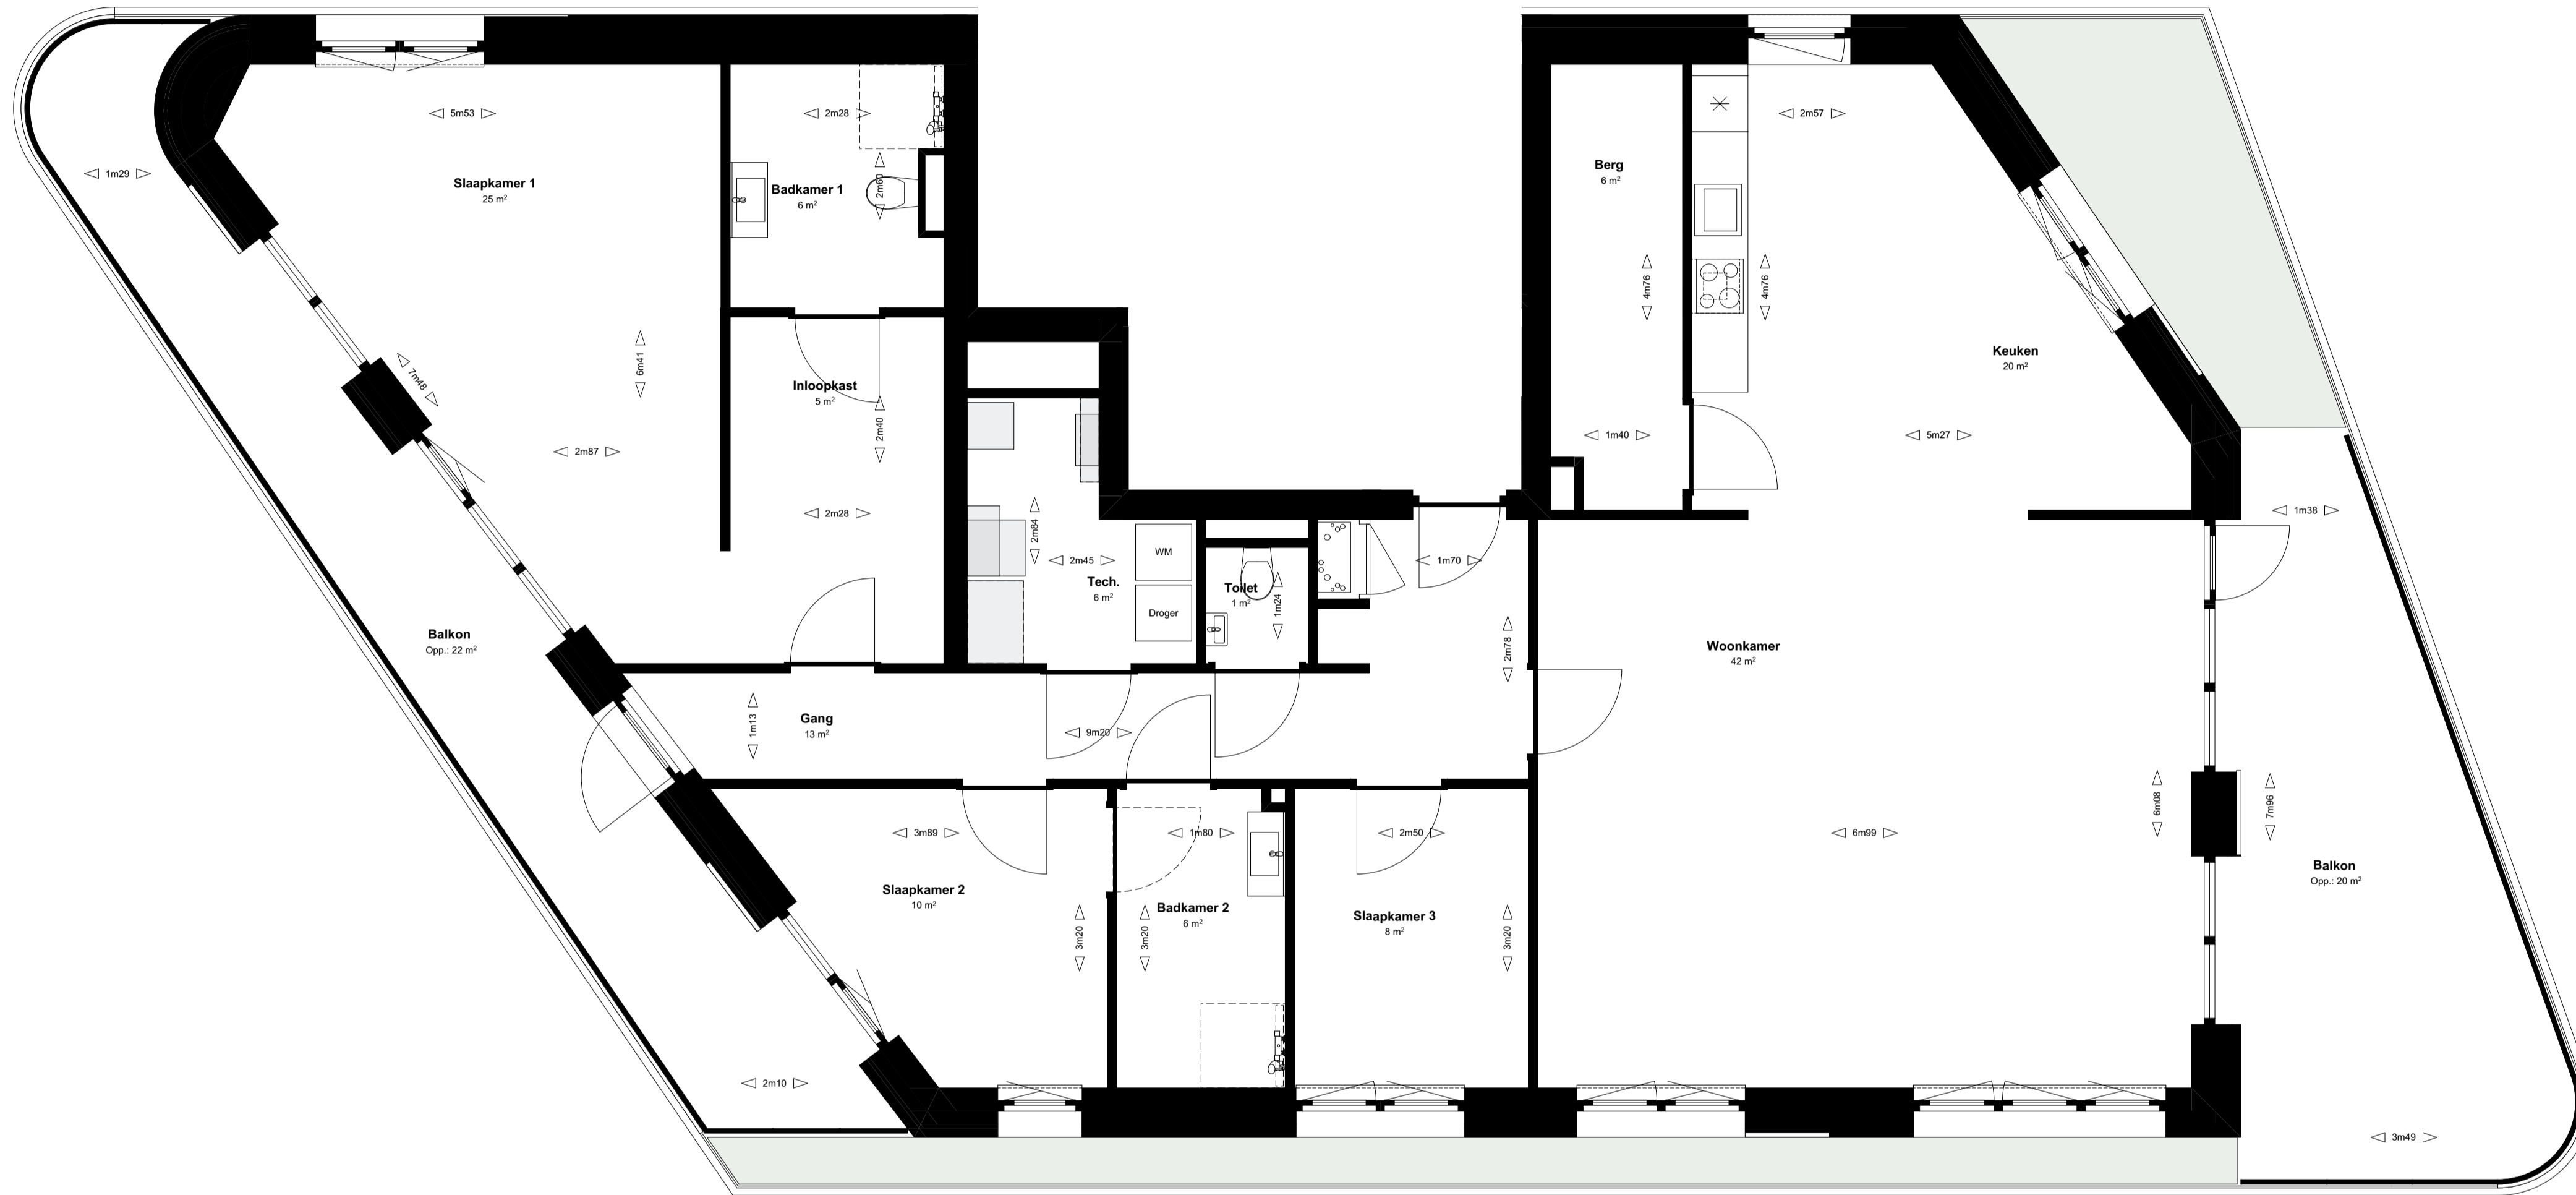 5m53
2m28
2m57
1m29
Slaapkamer 1
25 m²
2m60
Badkamer 1
6 m²
Berg
6 m²
4m76
4m76
7m48
6m41
Inloopkast
5 m²
2m40
Keuken
20 m²
2m87
1m40
5m27
2m28
2m84
2m45
WM
Tech.
6 m²
Droger
Toilet
1 m²
1m24
1m70
1m38
Balkon
Opp.: 22 m²
2m78
Woonkamer
42 m²
Gang
13 m²
1m13
9m20
3m89
1m80
2m50
6m99
6m08
7m96
Slaapkamer 2
10 m²
3m20
3m20
Badkamer 2
6 m²
Slaapkamer 3
8 m²
3m20
Balkon
Opp.: 20 m²
2m10
3m49